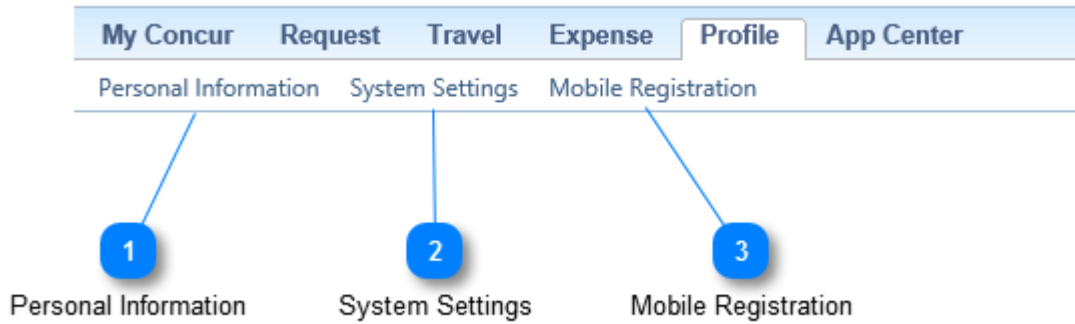 My Concur Request Travel Expense Profile App Center
Personal Information System Settings Mobile Registration
1 2 3
Personal Information System Settings Mobile Registration